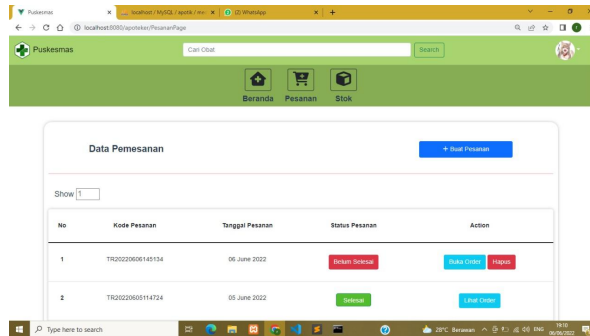 Puskesmas
localhost / MySQL / apotik / mst
(2) WhatsApp
localhost:8080/apoteker/PesananPage
Puskesmas
Cari Obat
Search
Beranda Pesanan Stok
Data Pemesanan
+ Buat Pesanan
Show 1
No Kode Pesanan Tanggal Pesanan Status Pesanan Action
1 TR20220606145134 06 June 2022 Belum Selesai Buka Order Hapus
2 TR20220605114724 05 June 2022 Selesai Lihat Order
Type here to search
28°C Berawan ENG 19:10
06/06/2022